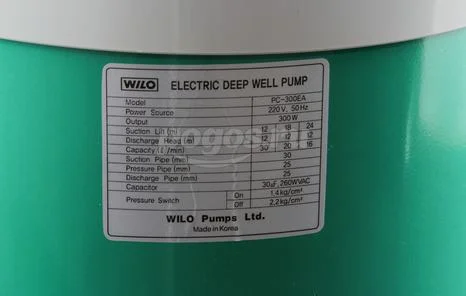 WILO ELECTRIC DEEP WELL PUMP
Model PC-300EA
Power Source 220V, 50Hz
Output 300W
Suction Lift (m) 12 18 24
Discharge Head (m) 12 12 12
Capacity (ℓ/min) 30 20 16
Suction Pipe (mm) 30
Pressure Pipe (mm) 25
Discharge Pipe (mm) 25
Capacitor 30µF, 260WVAC
Pressure Switch On 1.4kg/cm²
Off 2.2kg/cm²
WILO Pumps Ltd.
Made in Korea